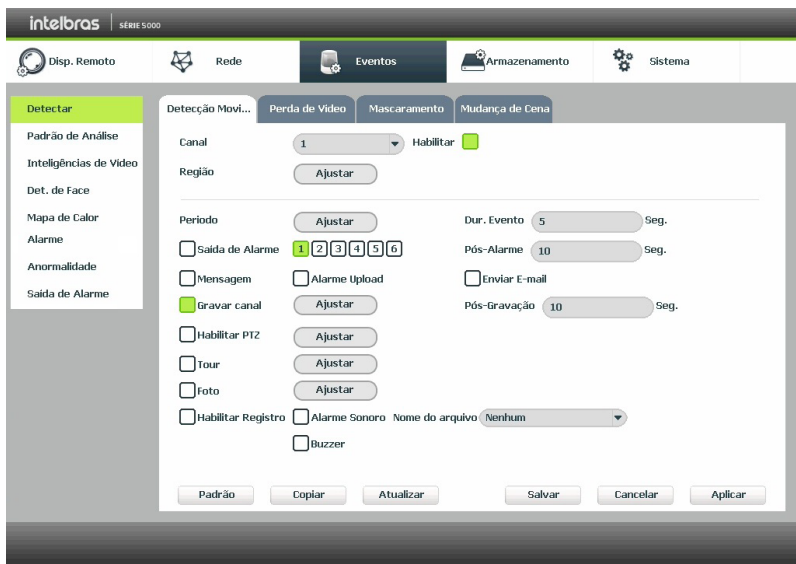 intelbras SÉRIE 5000
Disp. Remoto Rede Eventos Armazenamento Sistema
Detectar
Padrão de Análise
Inteligências de Vídeo
Det. de Face
Mapa de Calor
Alarme
Anormalidade
Saída de Alarme
Detecção Movi... Perda de Vídeo Mascaramento Mudança de Cena
Canal 1 Habilitar
Região Ajustar
Periodo Ajustar Dur. Evento 5 Seg.
Saída de Alarme 1 2 3 4 5 6 Pós-Alarme 10 Seg.
Mensagem Alarme Upload Enviar E-mail
Gravar canal Ajustar Pós-Gravação 10 Seg.
Habilitar PTZ Ajustar
Tour Ajustar
Foto Ajustar
Habilitar Registro Alarme Sonoro Nome do arquivo Nenhum
Buzzer
Padrão Copiar Atualizar Salvar Cancelar Aplicar